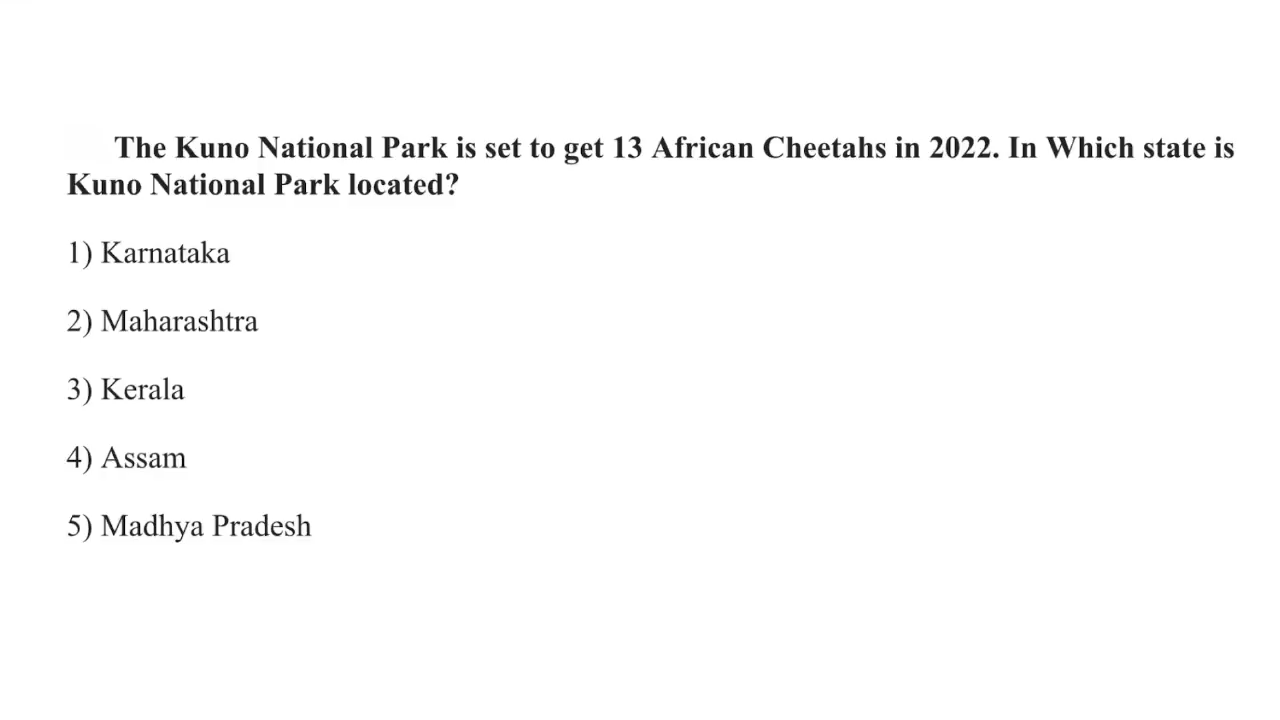 The Kuno National Park is set to get 13 African Cheetahs in 2022. In Which state is
Kuno National Park located?
1) Karnataka
2) Maharashtra
3) Kerala
4) Assam
5) Madhya Pradesh